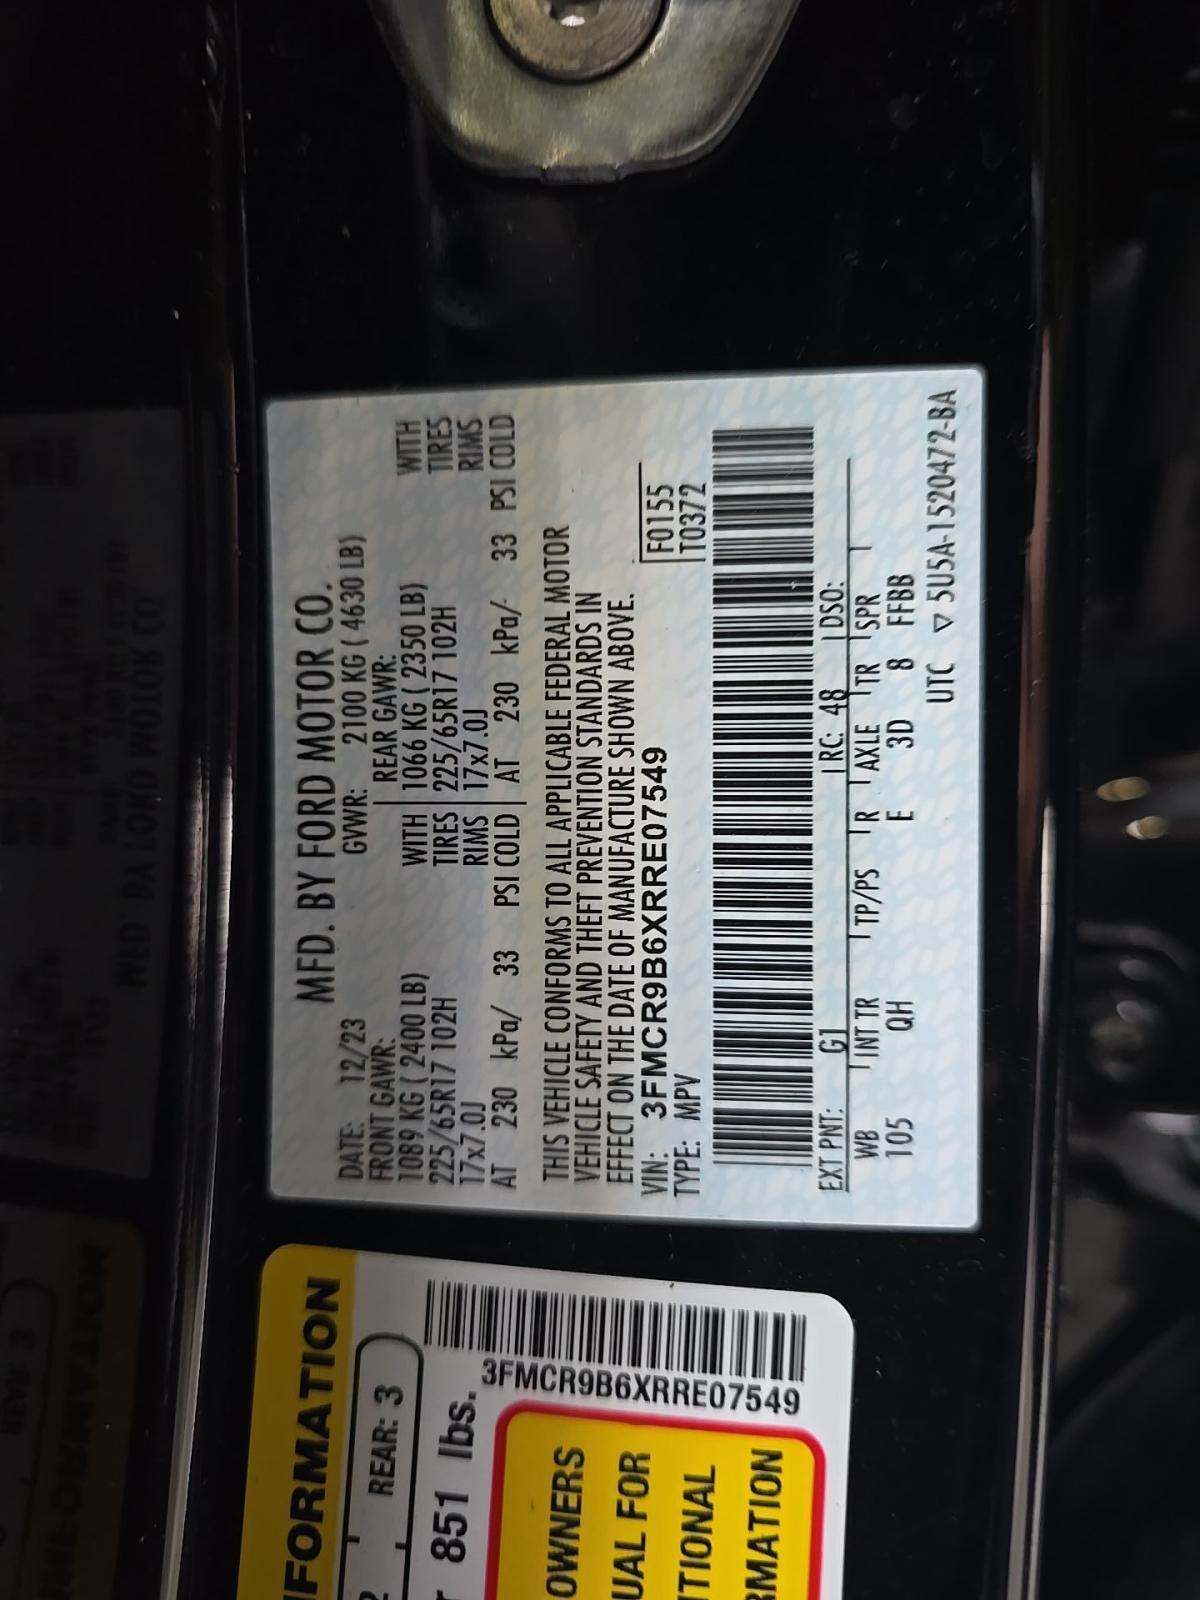 MFD. BY FORD MOTOR CO.
DATE: 12/23 GVWR: 2100 KG ( 4630 LB)
FRONT GAWR: REAR GAWR:
1089 KG ( 2400 LB) WITH 1066 KG ( 2350 LB) WITH
225/65R17 102H TIRES 225/65R17 102H TIRES
17x7.0J RIMS 17x7.0J RIMS
AT 230 kPa/ 33 PSI COLD AT 230 kPa/ 33 PSI COLD
THIS VEHICLE CONFORMS TO ALL APPLICABLE FEDERAL MOTOR
VEHICLE SAFETY AND THEFT PREVENTION STANDARDS IN
EFFECT ON THE DATE OF MANUFACTURE SHOWN ABOVE.
VIN: 3FMCR9B6XRRE07549 F0155
TYPE: MPV T0372
EXT PNT: G1 RC: 48 DSO:
WB INT TR TP/PS R AXLE TR SPR
105 QH E 3D 8 FFBB
UTC ▽ 5U5A-1520472-BA
NFORMATION
REAR: 3
851 lbs.
3FMCR9B6XRRE07549
OWNERS
UAL FOR
ITIONAL
RMATION